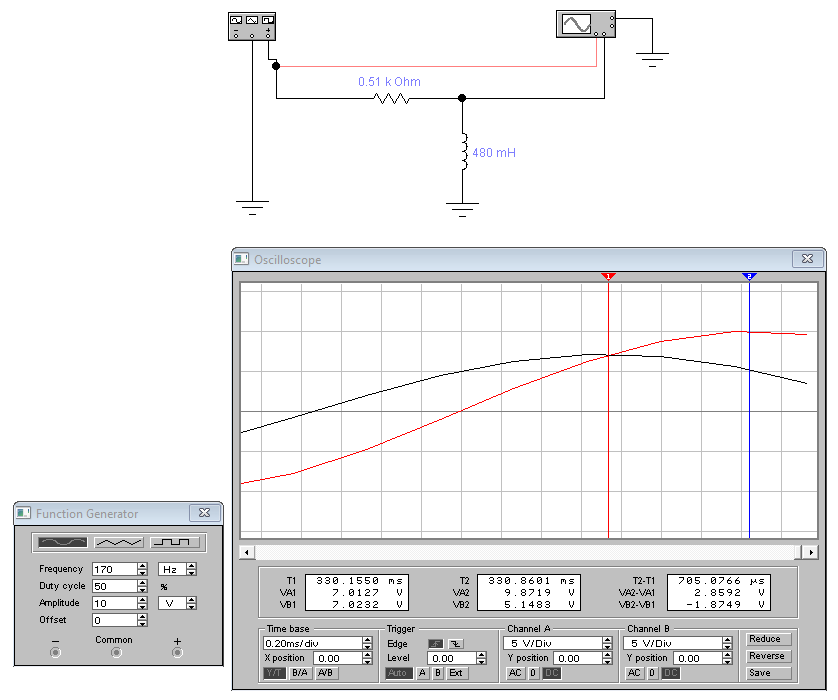 0.51 k Ohm
480 mH
Oscilloscope
1
2
T1 330.1550 ms
VA1 7.0127 V
VB1 7.0232 V
T2 330.8601 ms
VA2 9.8719 V
VB2 5.1483 V
T2-T1 705.0766 µs
VA2-VA1 2.8592 V
VB2-VB1 -1.8749 V
Time base
0.20ms/div
X position 0.00
Y/T B/A A/B
Trigger
Edge
Level 0.00
Auto A B Ext
Channel A
5 V/Div
Y position 0.00
AC 0 DC
Channel B
5 V/Div
Y position 0.00
AC 0 DC
Reduce
Reverse
Save
Function Generator
Frequency 170 Hz
Duty cycle 50 %
Amplitude 10 V
Offset 0
− Common +